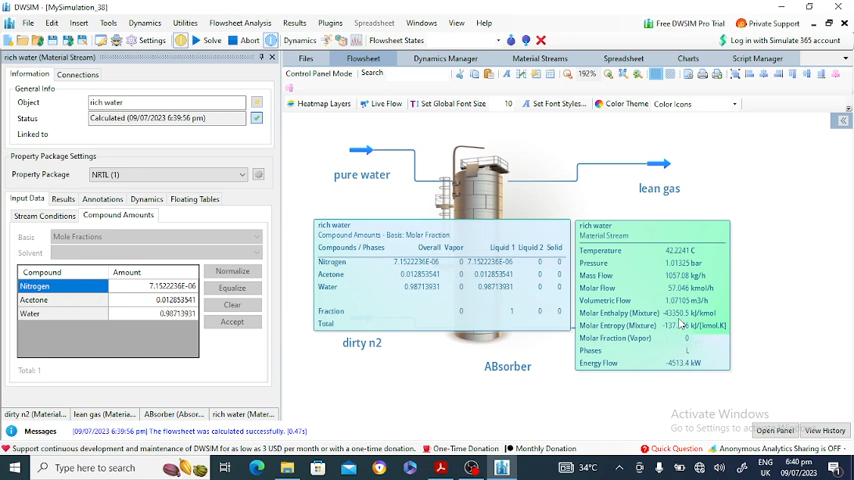 DWSIM - [MySimulation_38]
File Edit Insert Tools Dynamics Utilities Flowsheet Analysis Results Plugins Spreadsheet Windows View Help
Free DWSIM Pro Trial Private Support
Settings Solve Abort Dynamics Flowsheet States
Log in with Simulate 365 account
rich water (Material Stream)
Files Flowsheet Dynamics Manager Material Streams Spreadsheet Charts Script Manager
Information Connections
Control Panel Mode Search 192%
General Info
Object rich water
Heatmap Layers Live Flow Set Global Font Size 10 Set Font Styles... Color Theme Color Icons
Status Calculated (09/07/2023 6:39:56 pm)
Linked to
Property Package Settings
Property Package NRTL (1)
Input Data Results Annotations Dynamics Floating Tables
Stream Conditions Compound Amounts
Basis Mole Fractions
Solvent
Compound Amount
Nitrogen 7.1522236E-06
Acetone 0.012853541
Water 0.98713931
Normalize
Equalize
Clear
Accept
Total: 1
pure water
lean gas
rich water
Compound Amounts - Basis: Molar Fraction
Compounds / Phases Overall Vapor Liquid 1 Liquid 2 Solid
Nitrogen 7.1522236E-06 0 7.1522236E-06 0 0
Acetone 0.012853541 0 0.012853541 0 0
Water 0.98713931 0 0.98713931 0 0
Fraction 0 1 0 0
Total
rich water
Material Stream
Temperature 42.2241 C
Pressure 1.01325 bar
Mass Flow 1057.08 kg/h
Molar Flow 57.046 kmol/h
Volumetric Flow 1.07105 m3/h
Molar Enthalpy (Mixture) -43350.5 kJ/kmol
Molar Entropy (Mixture) kJ/[kmol.K]
Molar Fraction (Vapor) 0
Phases L
Energy Flow -4513.4 kW
dirty n2
ABsorber
Activate Windows
Go to Settings to activate Windows
dirty n2 (Material... lean gas (Materia... ABsorber (Absor... rich water (Mater...
Messages [09/07/2023 6:39:56 pm] The flowsheet was calculated successfully. [0.47s]
Open Panel View History
Support continuous development and maintenance of DWSIM for as low as 3 USD per month or with a one-time donation. One-Time Donation Monthly Donation Quick Question Anonymous Analytics Sharing is OFF
Type here to search
34°C
ENG
UK
6:40 pm
09/07/2023